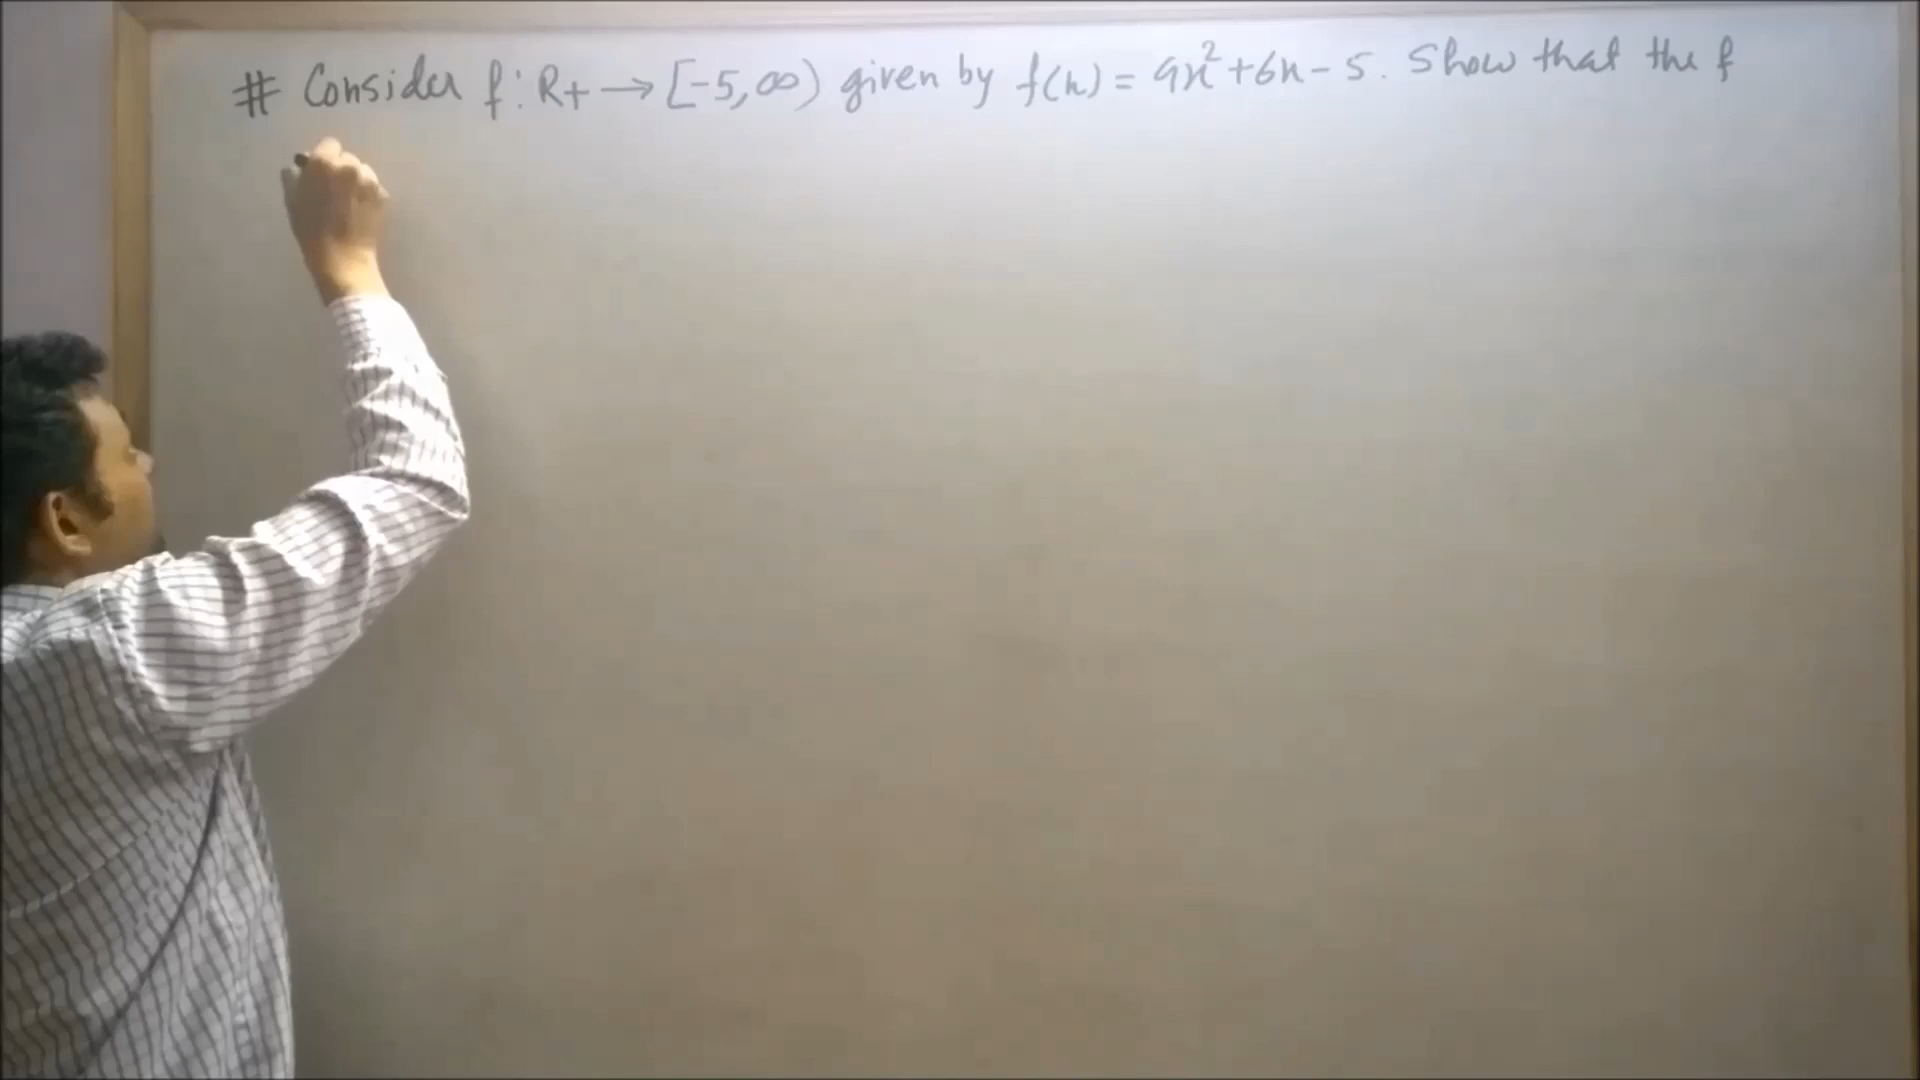 # Consider f : R+ → [-5, ∞) given by f(x) = 9x²+6x-5. Show that the f